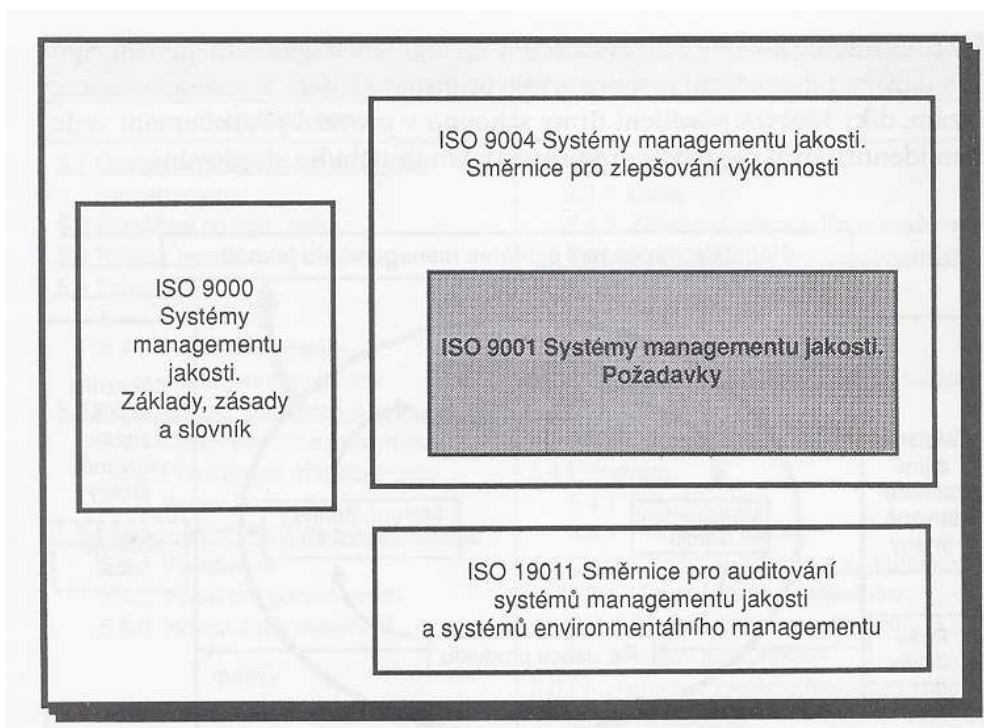 ISO 9004 Systémy managementu jakosti.
Směrnice pro zlepšování výkonnosti
ISO 9000
Systémy
managementu
jakosti.
Základy, zásady
a slovník
ISO 9001 Systémy managementu jakosti.
Požadavky
ISO 19011 Směrnice pro auditování
systémů managementu jakosti
a systémů environmentálního managementu